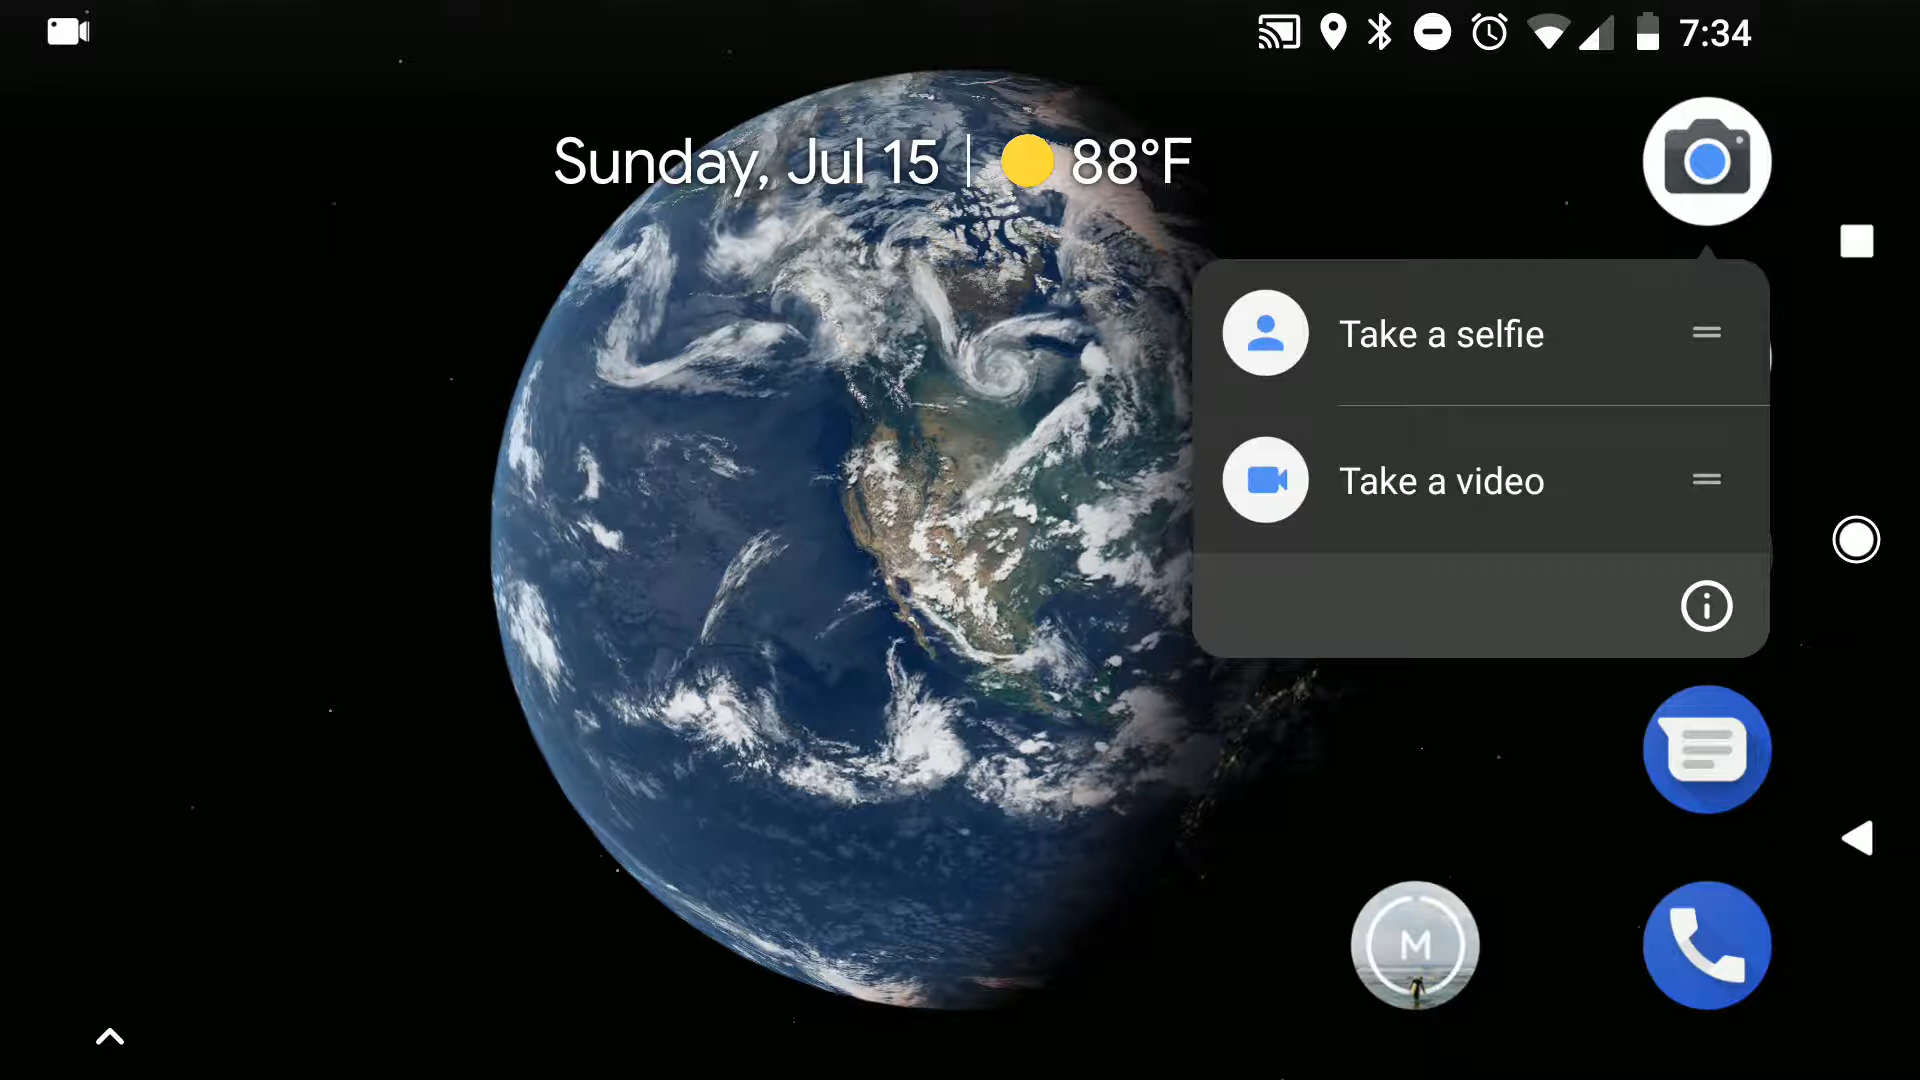 7:34
Sunday, Jul 15 | 88°F
Take a selfie
Take a video
M